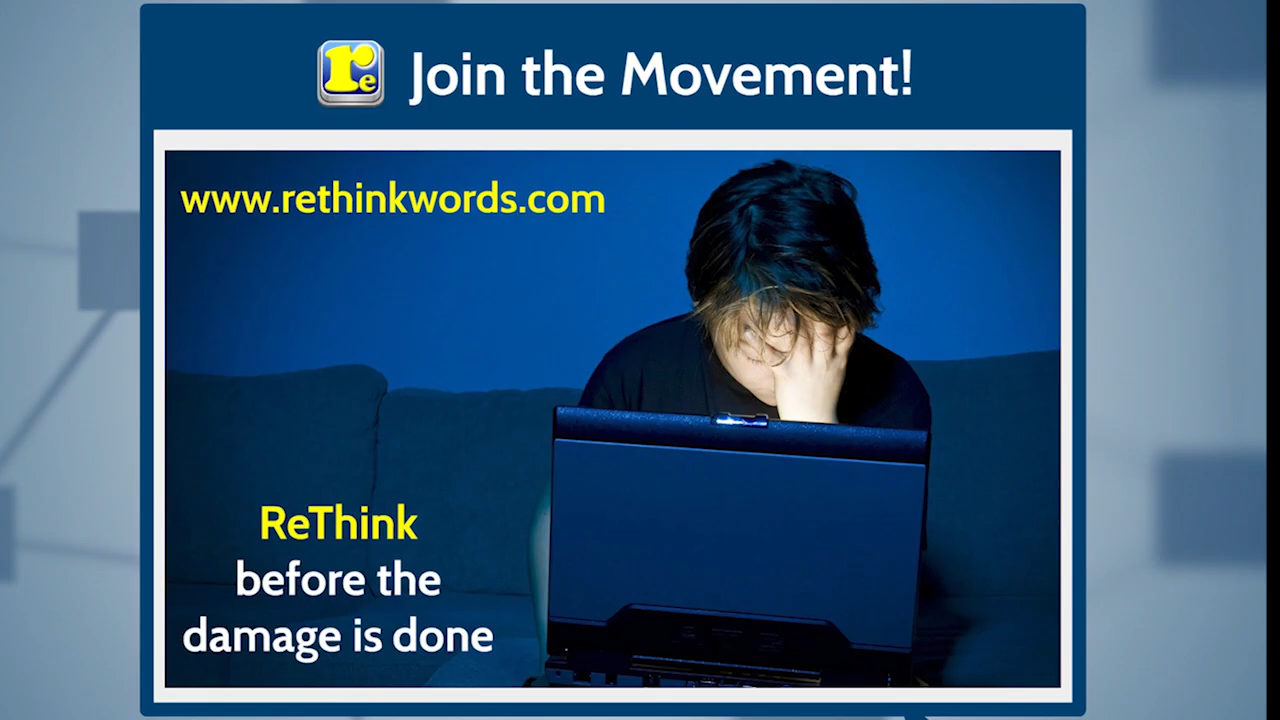 re
Join the Movement!
www.rethinkwords.com
ReThink
before the
damage is done